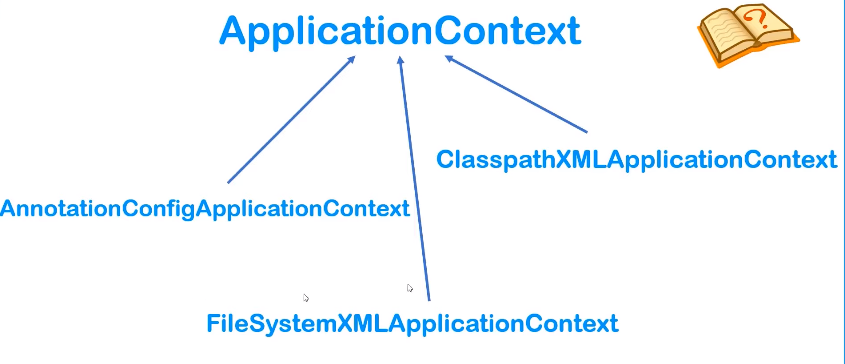 ApplicationContext
?
ClasspathXMLApplicationContext
AnnotationConfigApplicationContext
FileSystemXMLApplicationContext